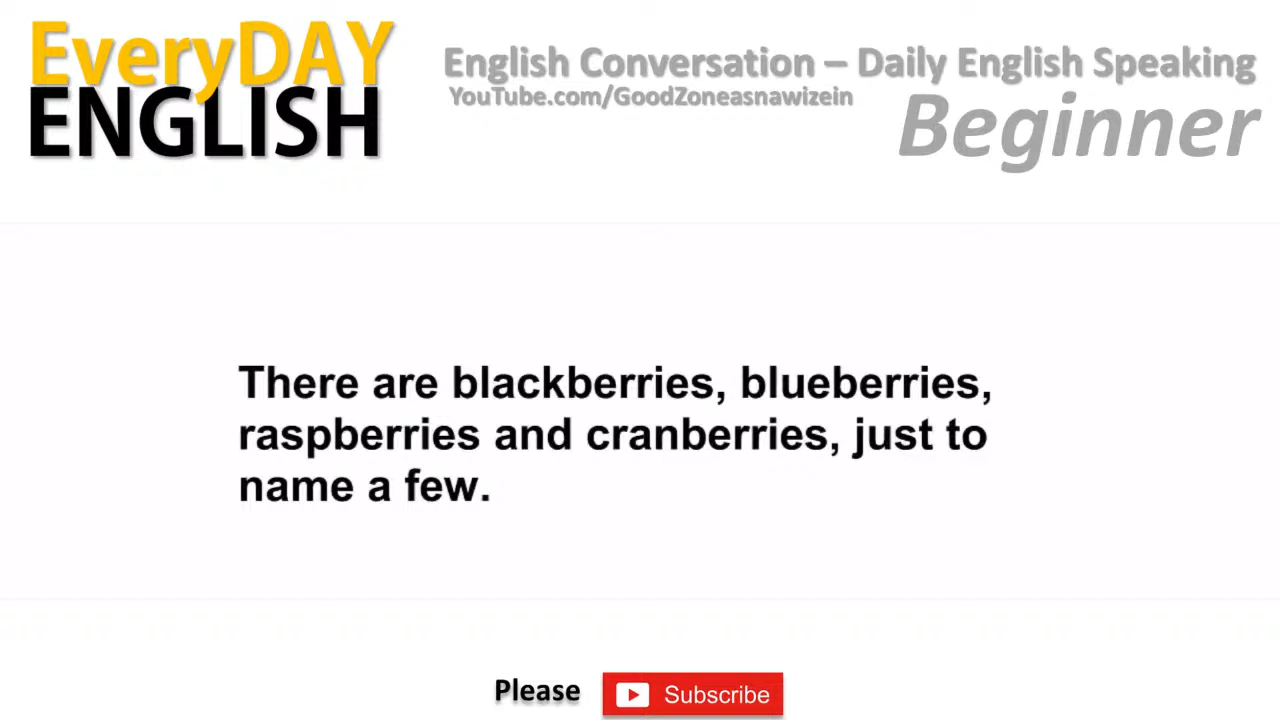 EveryDAY
ENGLISH
English Conversation – Daily English Speaking
YouTube.com/GoodZoneasnawizein
Beginner
There are blackberries, blueberries,
raspberries and cranberries, just to
name a few.
Please
Subscribe